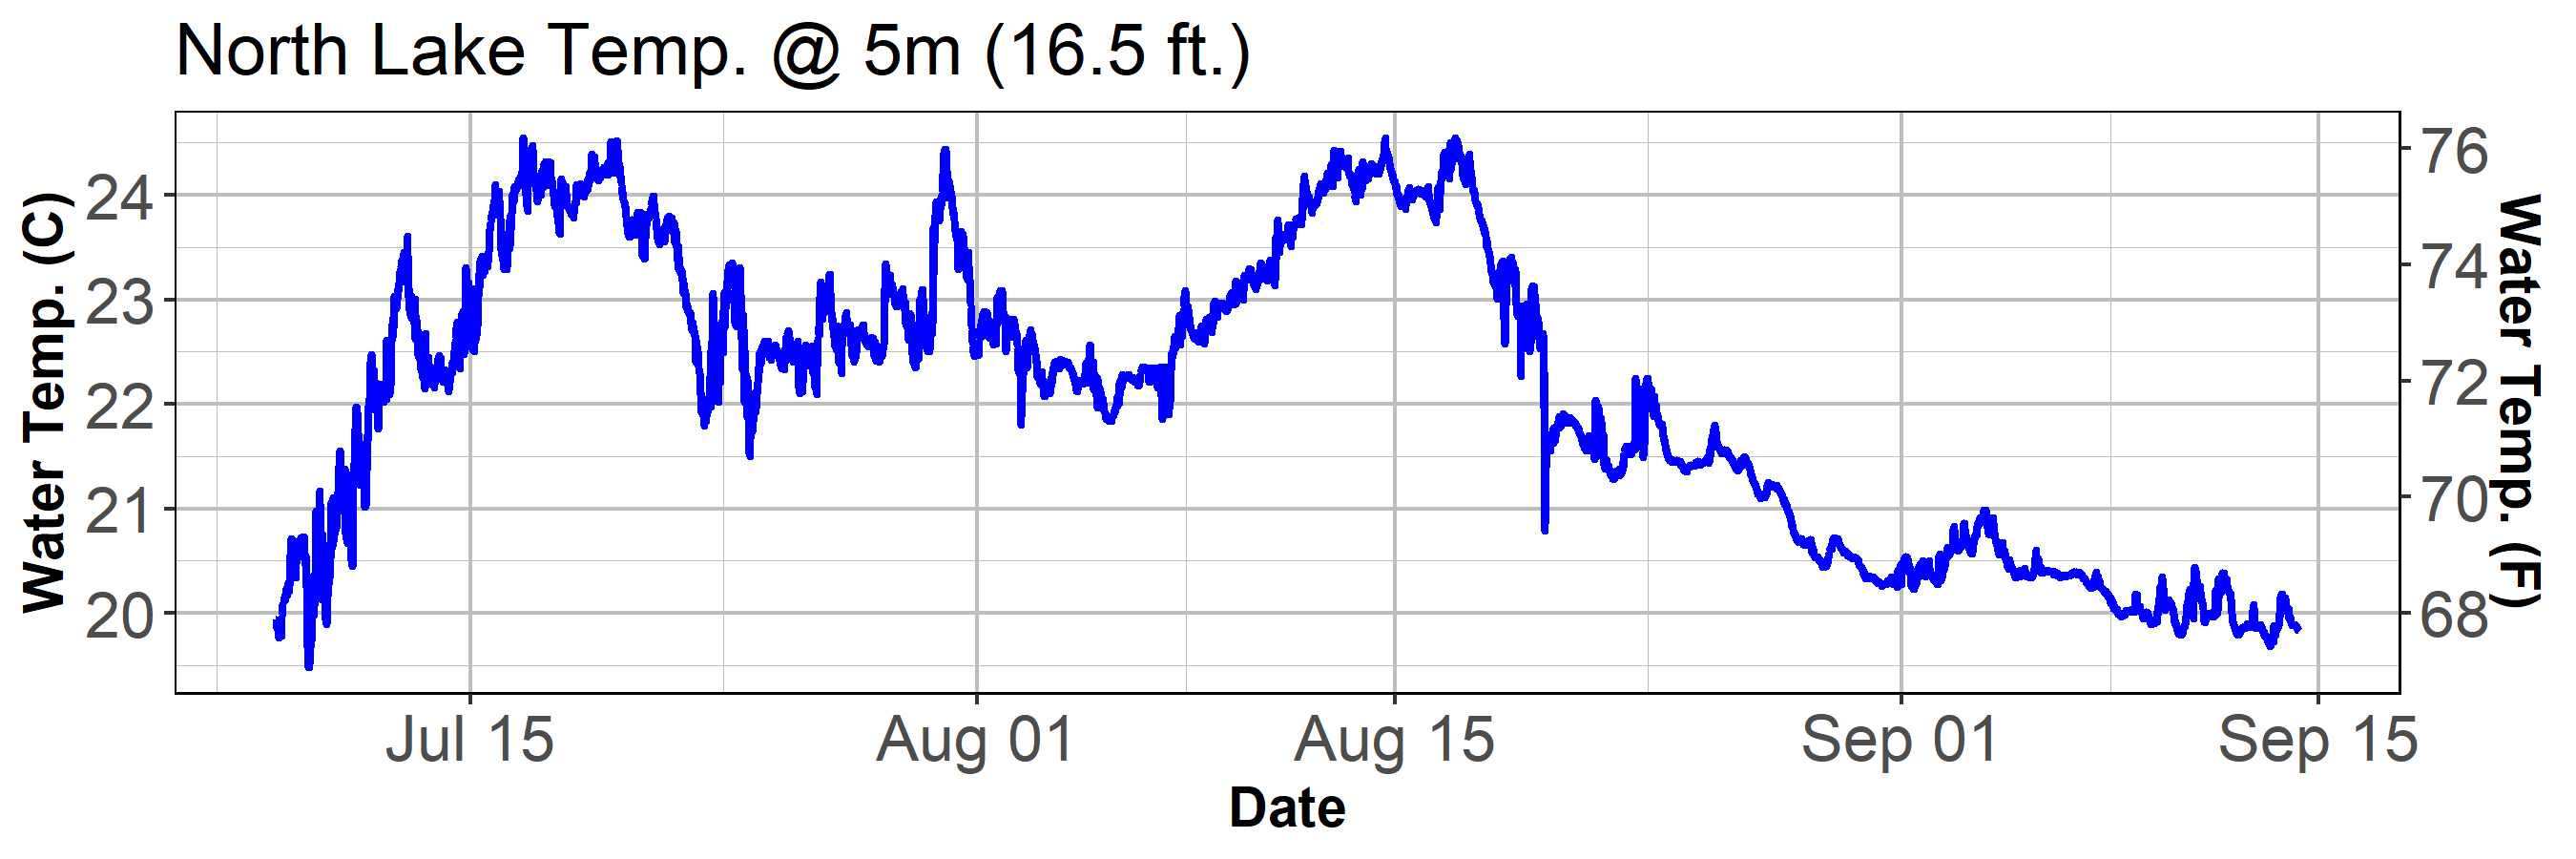 North Lake Temp. @ 5m (16.5 ft.)
Water Temp. (C)
24
23
22
21
20
76
74
72
70
68
Water Temp. (F)
Jul 15
Aug 01
Aug 15
Sep 01
Sep 15
Date